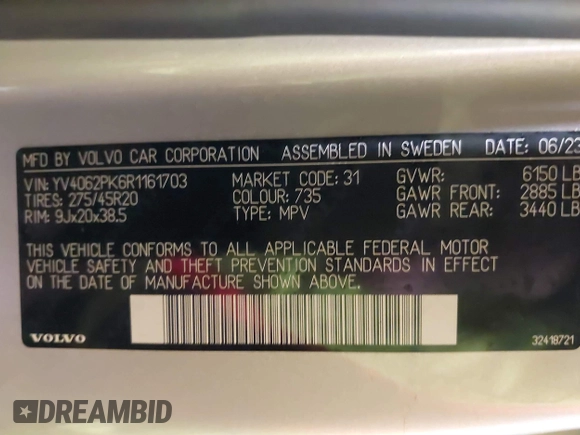 MFD BY VOLVO CAR CORPORATION ASSEMBLED IN SWEDEN DATE: 06/23
VIN: YV4062PK6R1161703 MARKET CODE: 31 GVWR: 6150 LB
TIRES: 275/45R20 COLOUR: 735 GAWR FRONT: 2885 LB
RIM: 9Jx20x38.5 TYPE: MPV GAWR REAR: 3440 LB
THIS VEHICLE CONFORMS TO ALL APPLICABLE FEDERAL MOTOR
VEHICLE SAFETY AND THEFT PREVENTION STANDARDS IN EFFECT
ON THE DATE OF MANUFACTURE SHOWN ABOVE.
VOLVO 32418721
DREAMBID